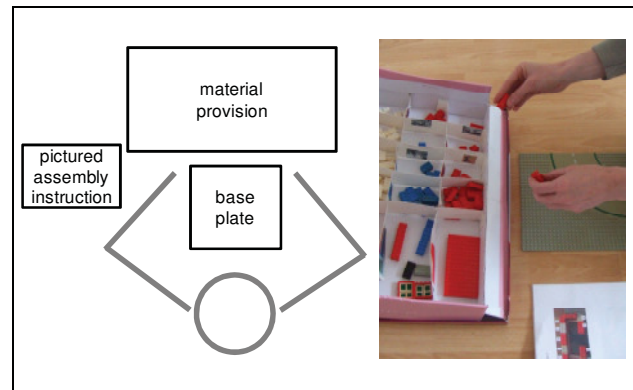 material
provision
pictured
assembly
instruction
base
plate